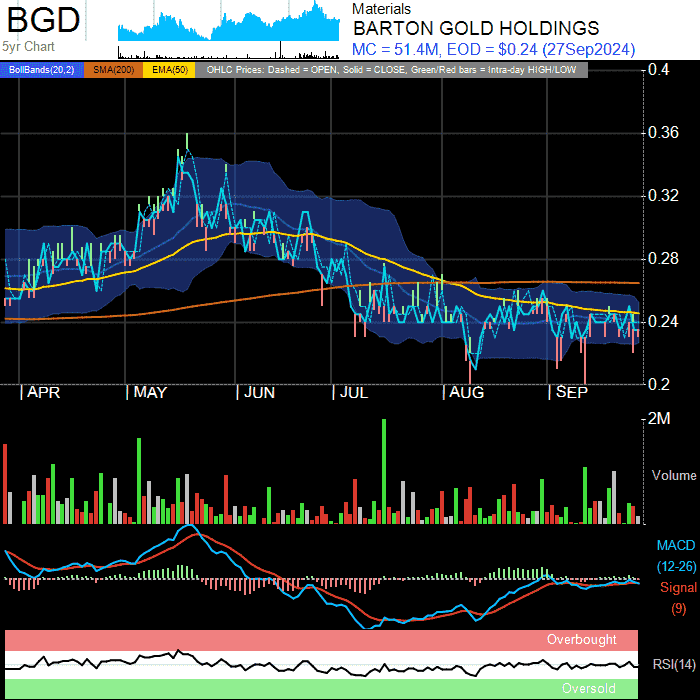 BGD
5yr Chart
Materials
BARTON GOLD HOLDINGS
MC = 51.4M, EOD = $0.24 (27Sep2024)
BollBands(20,2) SMA(200) EMA(50) OHLC Prices: Dashed = OPEN, Solid = CLOSE, Green/Red bars = Intra-day HIGH/LOW
0.4
0.36
0.32
0.28
0.24
0.2
APR MAY JUN JUL AUG SEP
2M
Volume
MACD
(12-26)
Signal
(9)
Overbought
RSI(14)
Oversold